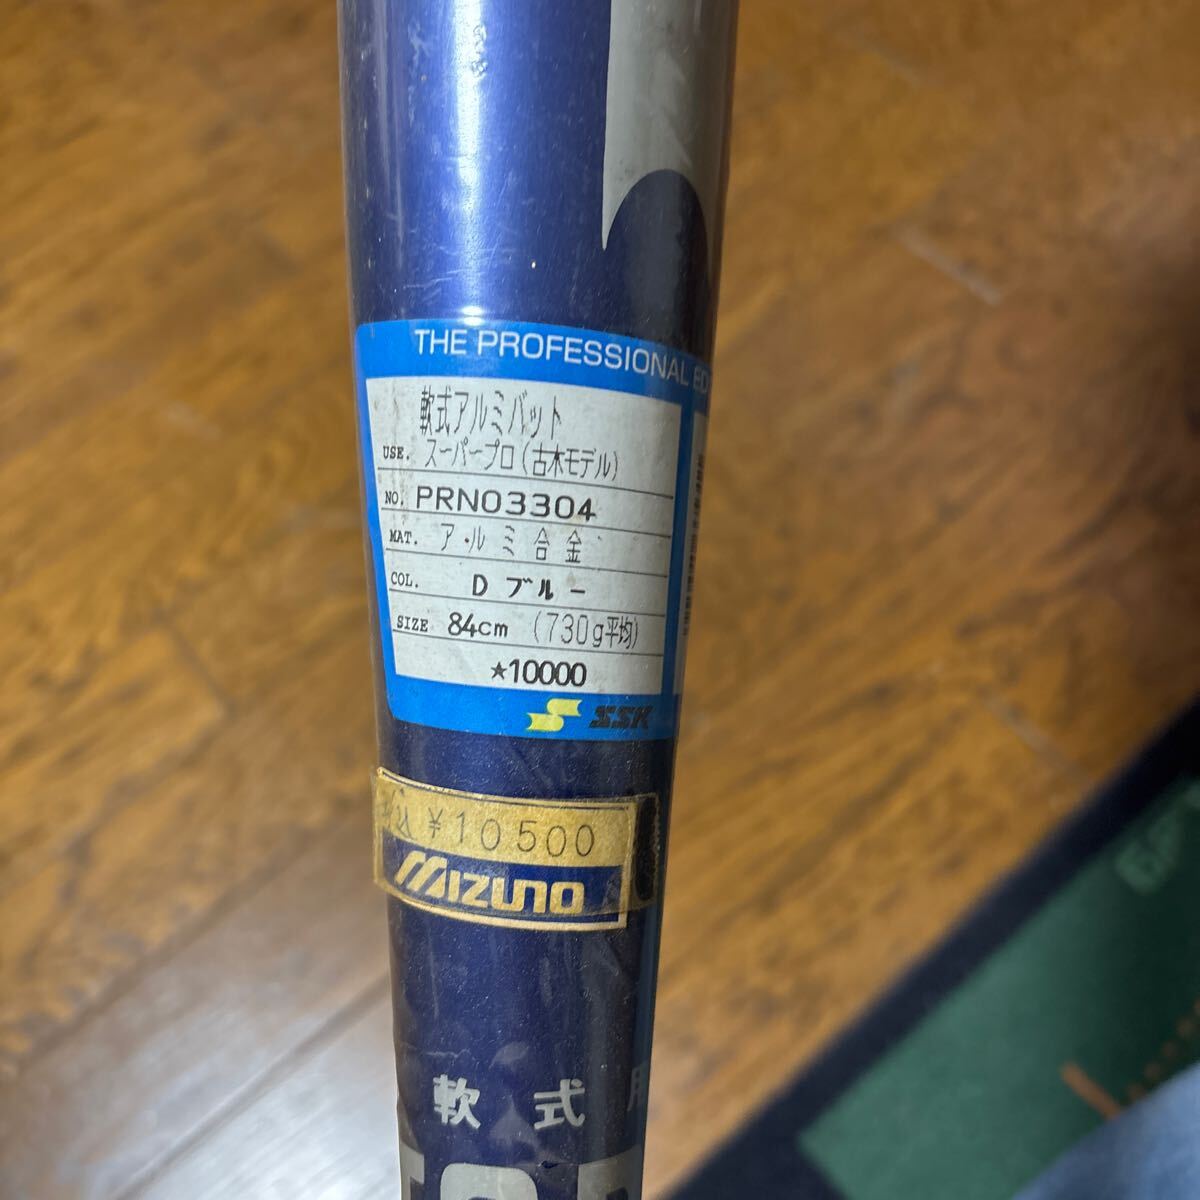 THE PROFESSIONAL
軟式アルミバット
USE. スーパープロ(古木モデル)
NO. PRN03304
MAT. アルミ合金
COL. Dブルー
SIZE 84cm (730g平均)
★10000
SSK
税込 ¥10500
MIZUNO
軟式